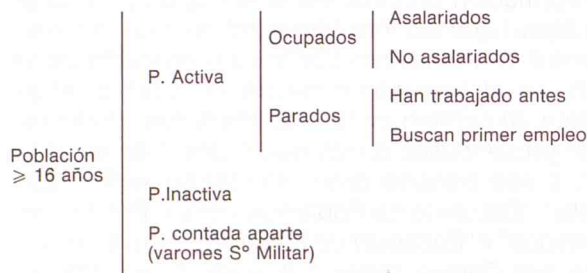 Asalariados
Ocupados
No asalariados
P. Activa
Han trabajado antes
Parados
Buscan primer empleo
Población
⩾ 16 años
P.Inactiva
P. contada aparte
(varones Sº Militar)